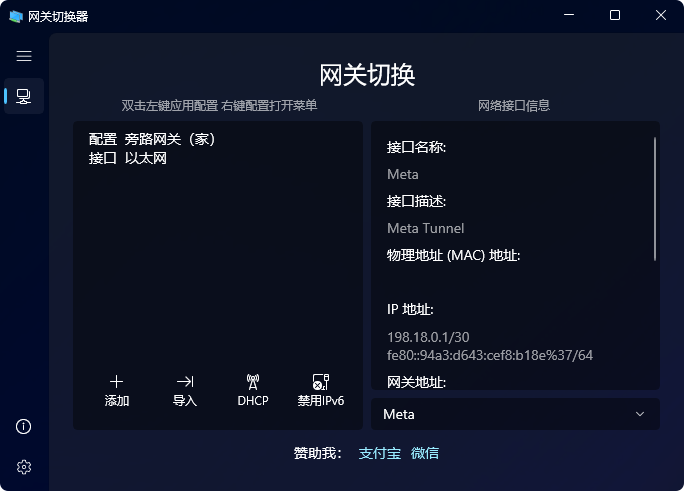 网关切换器
网关切换
双击左键应用配置 右键配置打开菜单
网络接口信息
配置 旁路网关（家）
接口 以太网
接口名称:
Meta
接口描述:
Meta Tunnel
物理地址 (MAC) 地址:
IP 地址:
198.18.0.1/30
fe80::94a3:d643:cef8:b18e%37/64
网关地址:
添加
导入
DHCP
禁用IPv6
Meta
赞助我： 支付宝 微信